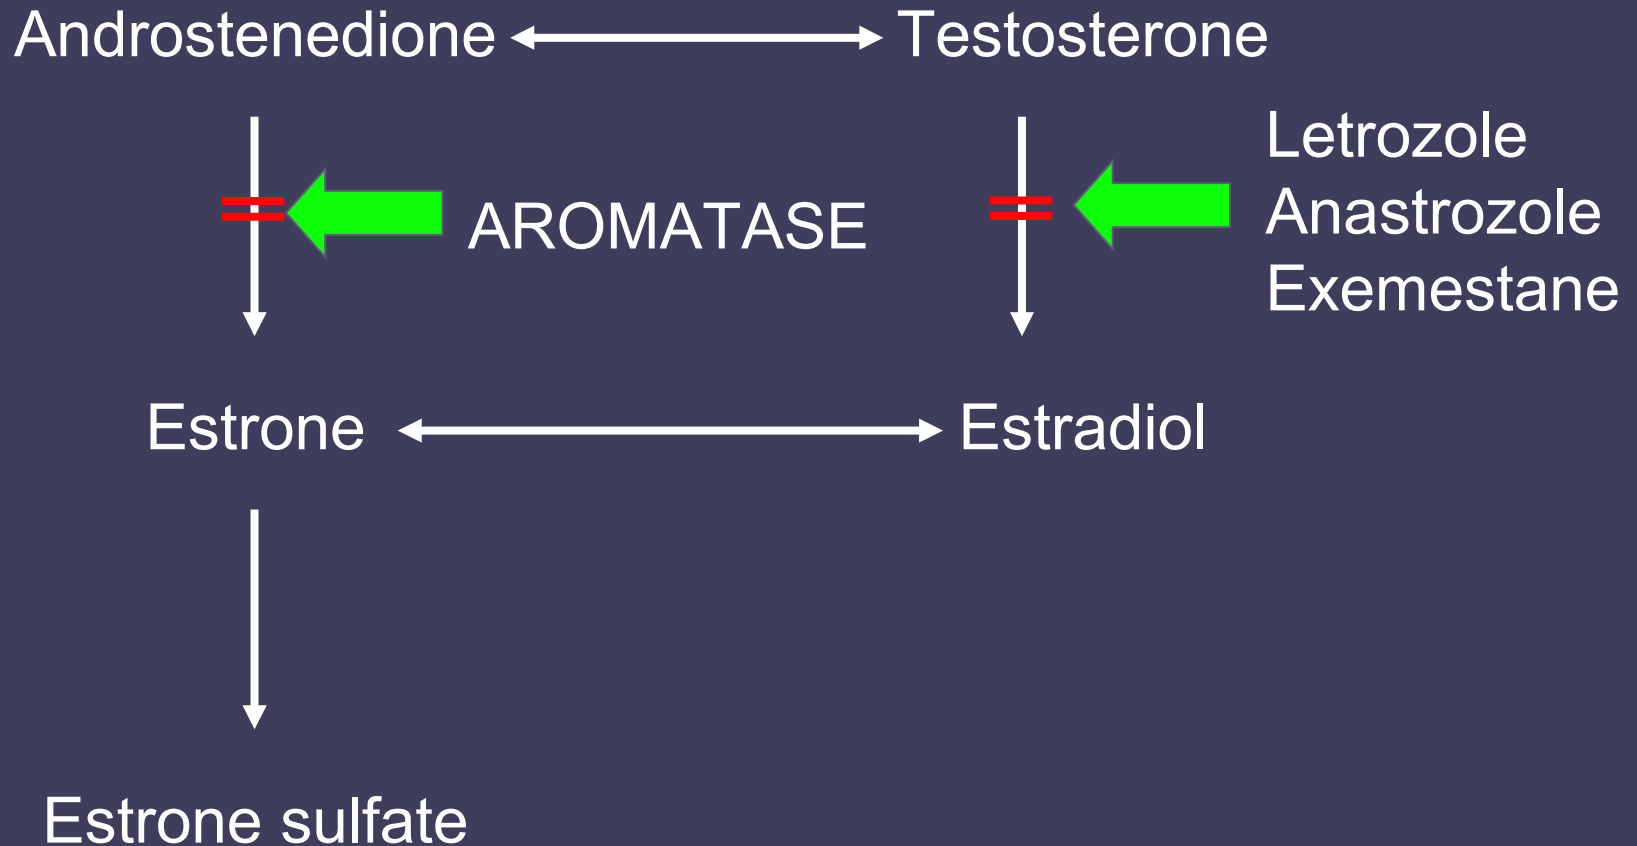 Androstenedione
Testosterone
Letrozole
AROMATASE
Anastrozole
Exemestane
Estrone
Estradiol
Estrone sulfate